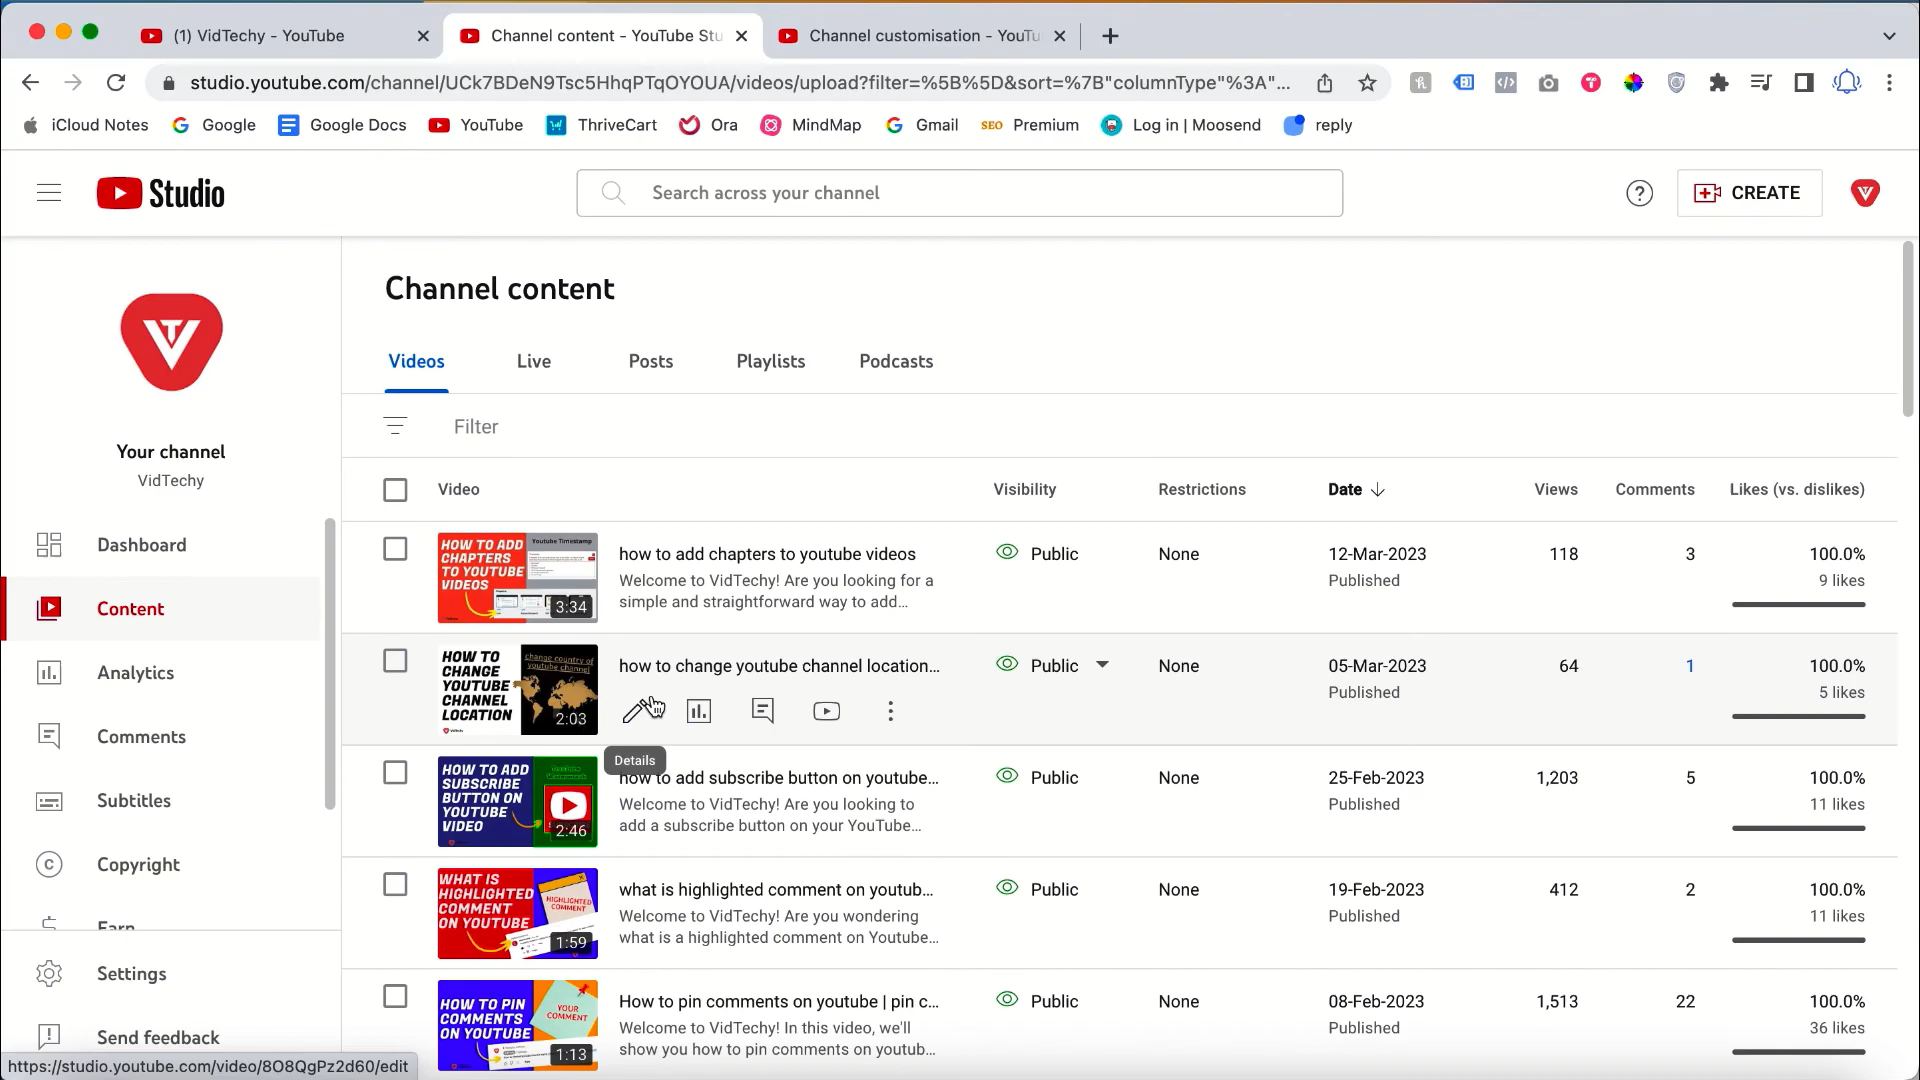 (1) VidTechy - YouTube
Channel content - YouTube Stu
Channel customisation - YouTu
studio.youtube.com/channel/UCk7BDeN9Tsc5HhqPTqOYOUA/videos/upload?filter=%5B%5D&sort=%7B"columnType"%3A"...
iCloud Notes
Google
Google Docs
YouTube
ThriveCart
Ora
MindMap
Gmail
SEO Premium
Log in | Moosend
reply
Studio
Search across your channel
CREATE
Your channel
VidTechy
Dashboard
Content
Analytics
Comments
Subtitles
Copyright
Earn
Settings
Send feedback
Channel content
Videos
Live
Posts
Playlists
Podcasts
Filter
Video
Visibility
Restrictions
Date
Views
Comments
Likes (vs. dislikes)
HOW TO ADD
CHAPTERS
TO YOUTUBE
VIDEOS
Youtube Timestamp
3:34
how to add chapters to youtube videos
Welcome to VidTechy! Are you looking for a
simple and straightforward way to add...
Public
None
12-Mar-2023
Published
118
3
100.0%
9 likes
HOW TO
CHANGE
YOUTUBE
CHANNEL
LOCATION
change country of
youtube channel
2:03
how to change youtube channel location...
Public
None
05-Mar-2023
Published
64
1
100.0%
5 likes
Details
HOW TO ADD
SUBSCRIBE
BUTTON ON
YOUTUBE
VIDEO
2:46
how to add subscribe button on youtube...
Welcome to VidTechy! Are you looking to
add a subscribe button on your YouTube...
Public
None
25-Feb-2023
Published
1,203
5
100.0%
11 likes
WHAT IS
HIGHLIGHTED
COMMENT
ON YOUTUBE
HIGHLIGHTED
COMMENT
1:59
what is highlighted comment on youtub...
Welcome to VidTechy! Are you wondering
what is a highlighted comment on Youtube...
Public
None
19-Feb-2023
Published
412
2
100.0%
11 likes
HOW TO PIN
COMMENTS
ON YOUTUBE
YOUR
COMMENT
1:13
How to pin comments on youtube | pin c...
Welcome to VidTechy! In this video, we'll
show you how to pin comments on youtub...
Public
None
08-Feb-2023
Published
1,513
22
100.0%
36 likes
https://studio.youtube.com/video/8O8QgPz2d60/edit